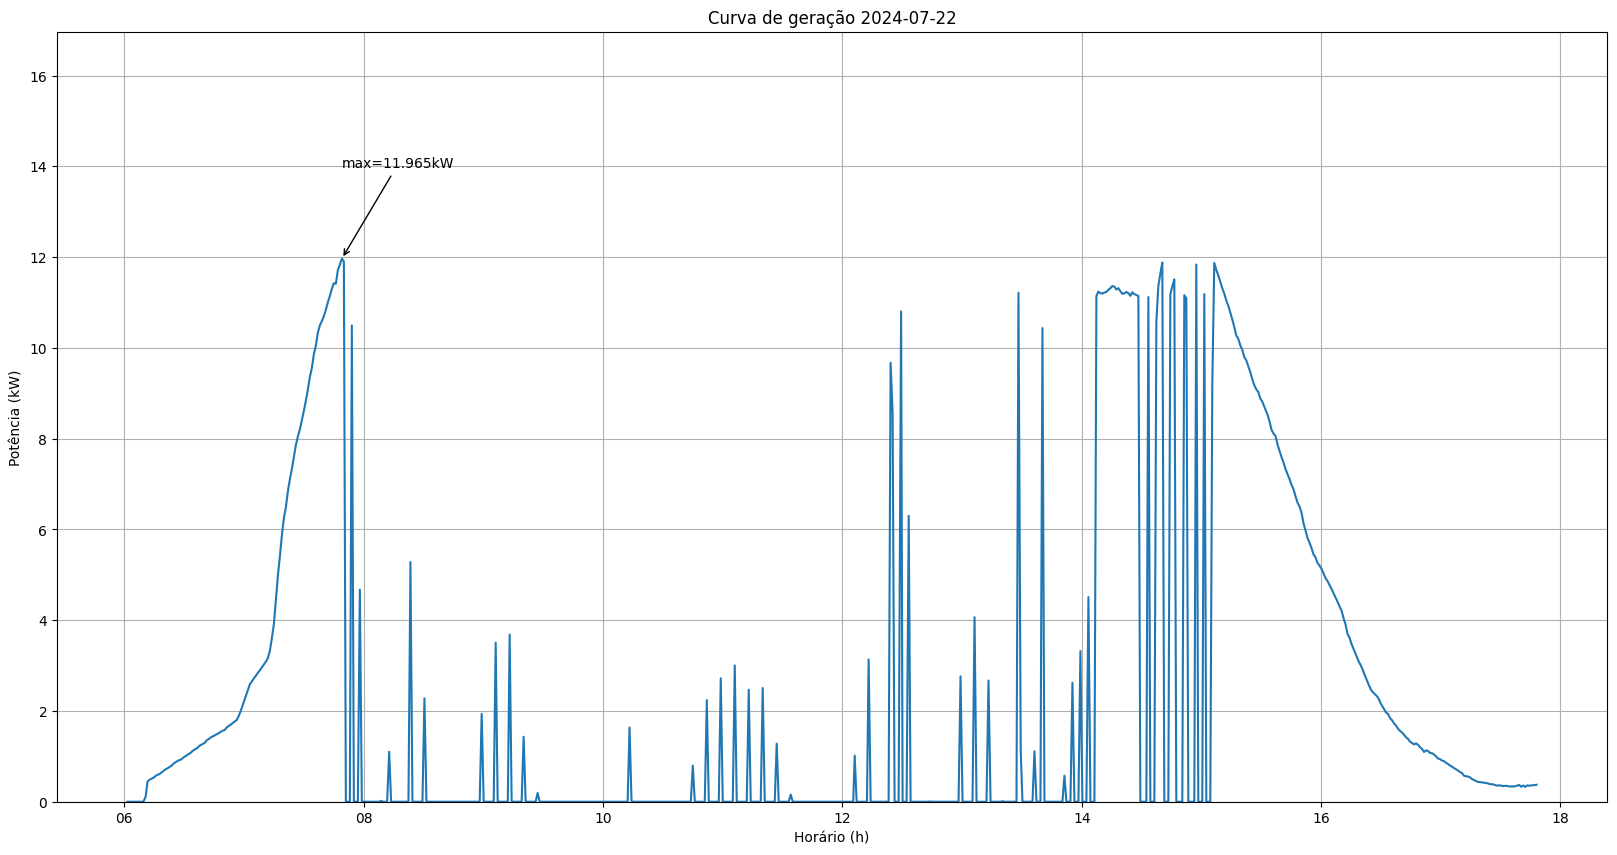 Curva de geração 2024-07-22
Potência (kW)
16
14
12
10
8
6
4
2
0
max=11.965kW
06 08 10 12 14 16 18
Horário (h)